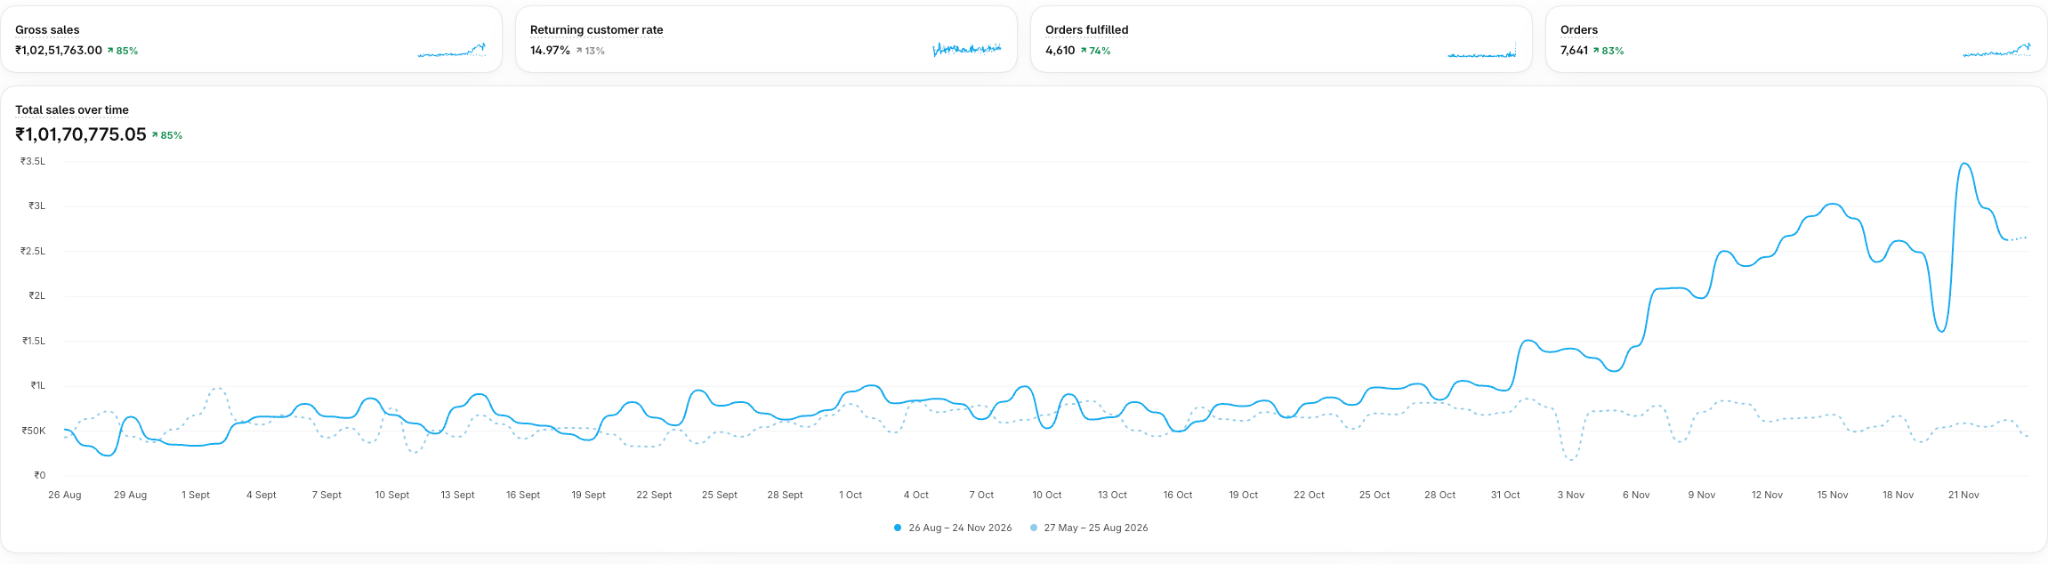 Gross sales
₹1,02,51,763.00 ↗ 85%
Returning customer rate
14.97% ↗ 13%
Orders fulfilled
4,610 ↗ 74%
Orders
7,641 ↗ 83%
Total sales over time
₹1,01,70,775.05 ↗ 85%
₹3.5L
₹3L
₹2.5L
₹2L
₹1.5L
₹1L
₹50K
₹0
26 Aug 29 Aug 1 Sept 4 Sept 7 Sept 10 Sept 13 Sept 16 Sept 19 Sept 22 Sept 25 Sept 28 Sept 1 Oct 4 Oct 7 Oct 10 Oct 13 Oct 16 Oct 19 Oct 22 Oct 25 Oct 28 Oct 31 Oct 3 Nov 6 Nov 9 Nov 12 Nov 15 Nov 18 Nov 21 Nov
26 Aug – 24 Nov 2026 27 May – 25 Aug 2026